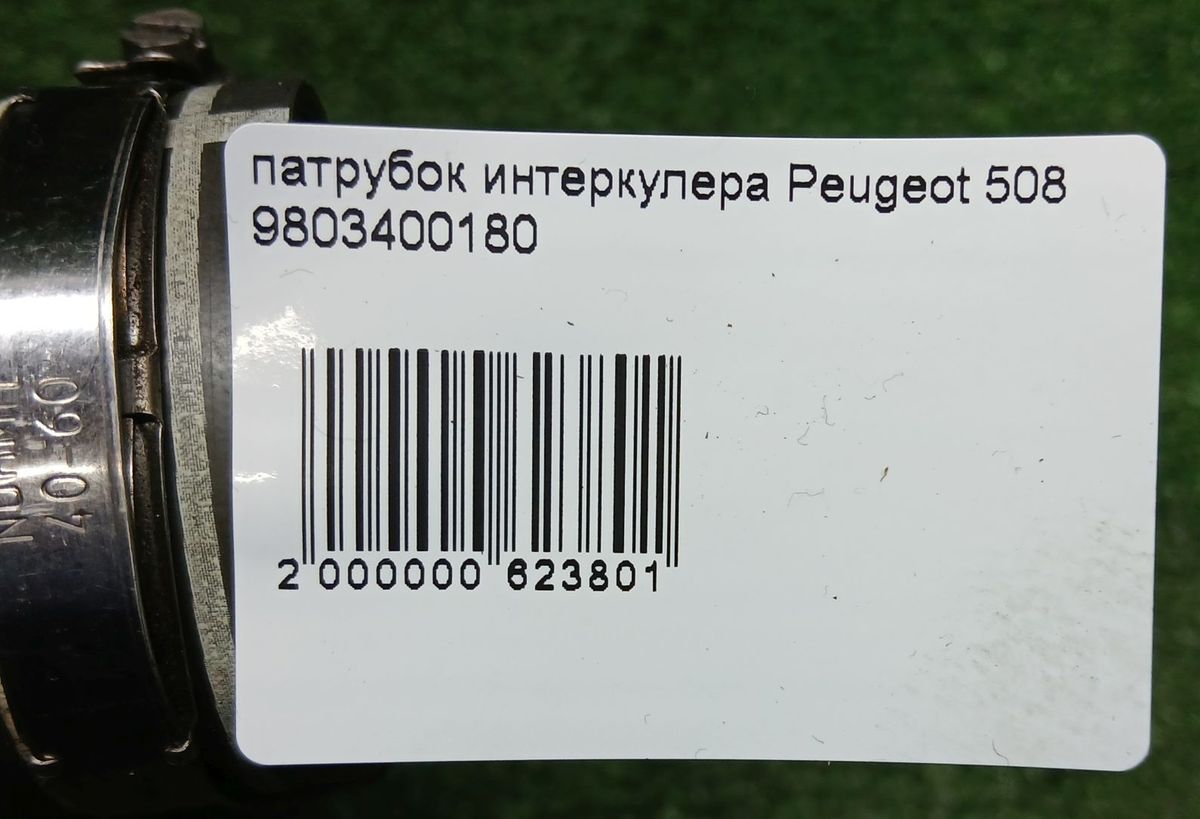 патрубок интеркулера Peugeot 508
9803400180
2 000000 623801